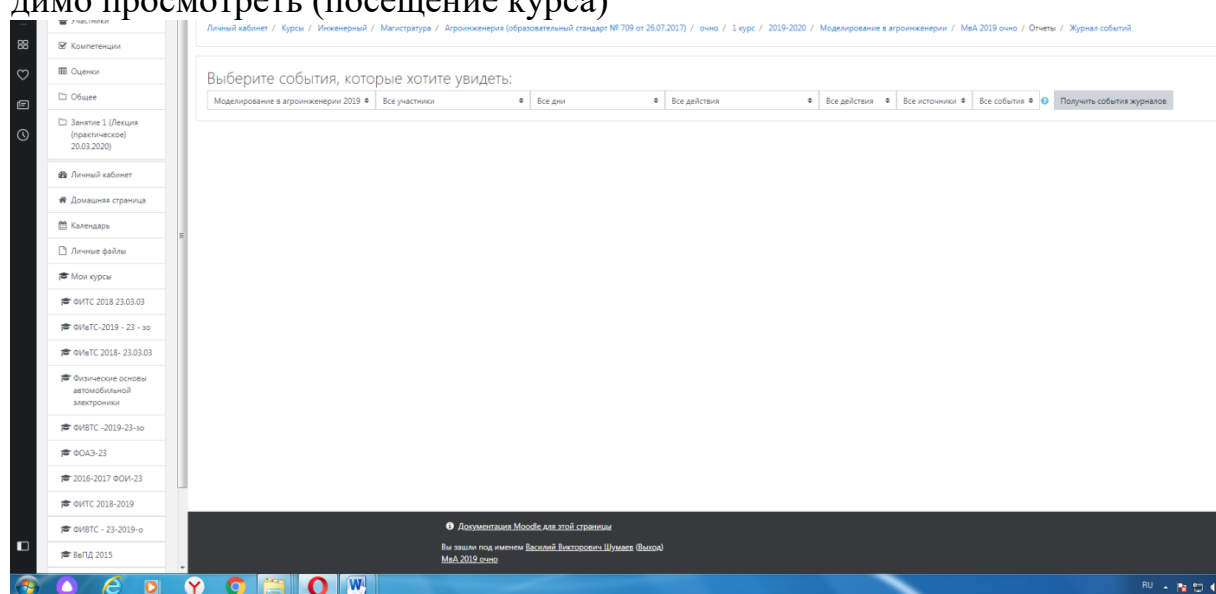 димо просмотреть (посещение курса)
Участники
Компетенции
Оценки
Общее
Занятие 1 (Лекция
(практическое)
20.03.2020)
Личный кабинет
Домашняя страница
Календарь
Личные файлы
Мои курсы
ФИТС 2018 23.03.03
ФИвТС-2019 - 23 - зо
ФИвТС 2018- 23.03.03
Физические основы
автомобильной
электроники
ФИВТС -2019-23-зо
ФОАЭ-23
2016-2017 ФОИ-23
ФИТС 2018-2019
ФИВТС - 23-2019-о
ВвПД 2015
Личный кабинет / Курсы / Инженерный / Магистратура / Агроинженерия (образовательный стандарт № 709 от 26.07.2017) / очно / 1 курс / 2019-2020 / Моделирование в агроинженерии / МвА 2019 очно / Отчеты / Журнал событий
Выберите события, которые хотите увидеть:
Моделирование в агроинженерии 2019 Все участники Все дни Все действия Все действия Все источники Все события Получить события журналов
Документация Moodle для этой страницы
Вы зашли под именем Василий Викторович Шумаев (Выход)
МвА 2019 очно
RU